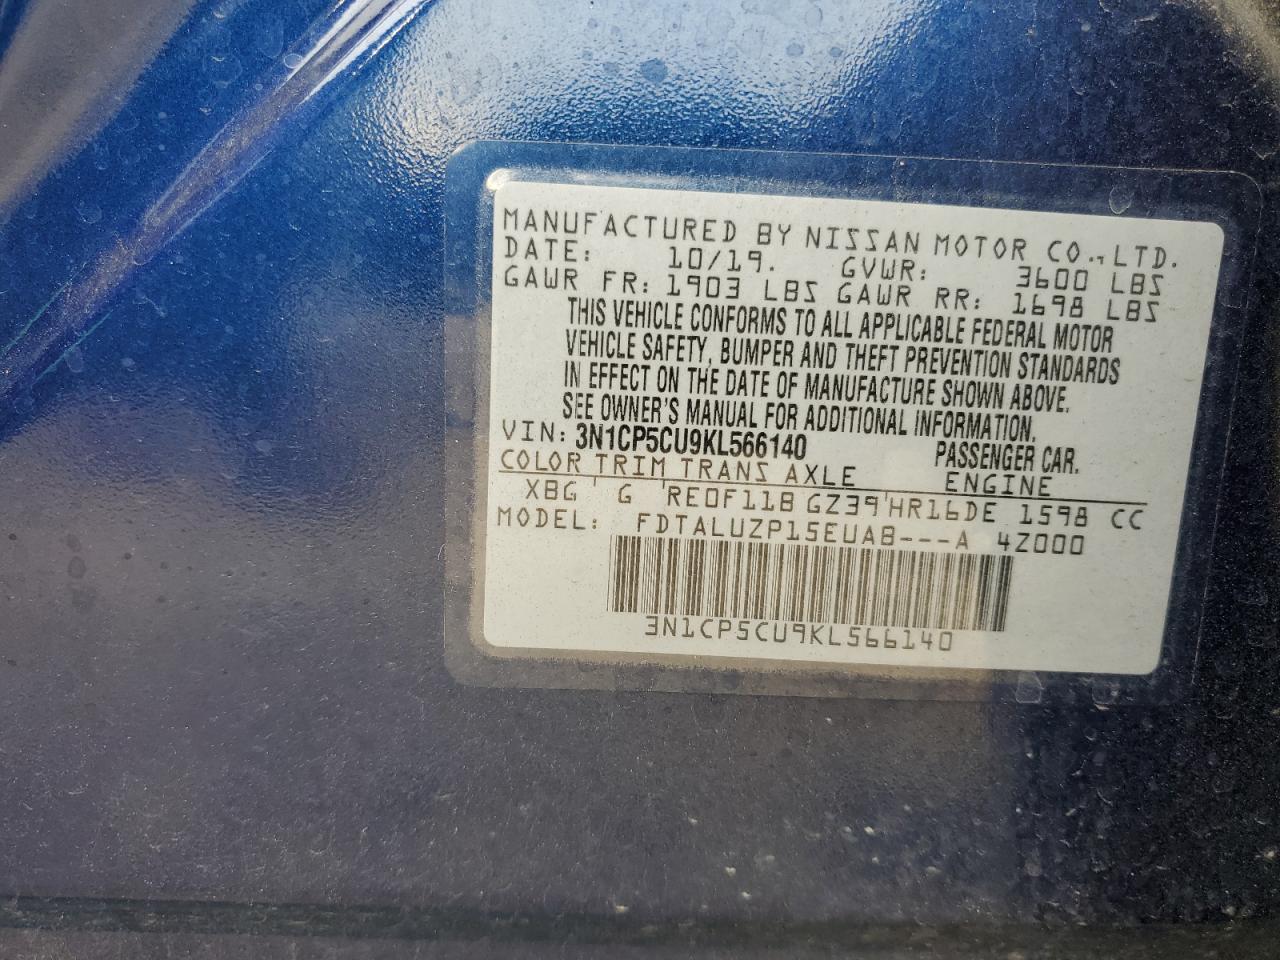 MANUFACTURED BY NISSAN MOTOR CO., LTD.
DATE: 10/19. GVWR: 3600 LBS
GAWR FR: 1903 LBS GAWR RR: 1698 LBS
THIS VEHICLE CONFORMS TO ALL APPLICABLE FEDERAL MOTOR
VEHICLE SAFETY, BUMPER AND THEFT PREVENTION STANDARDS
IN EFFECT ON THE DATE OF MANUFACTURE SHOWN ABOVE.
SEE OWNER'S MANUAL FOR ADDITIONAL INFORMATION.
VIN: 3N1CP5CU9KL566140 PASSENGER CAR.
COLOR TRIM TRANS AXLE ENGINE
XBG G RE0F11B GZ39 HR16DE 1598 CC
MODEL: FDTALUZP15EUAB---A 4Z000
3N1CP5CU9KL566140